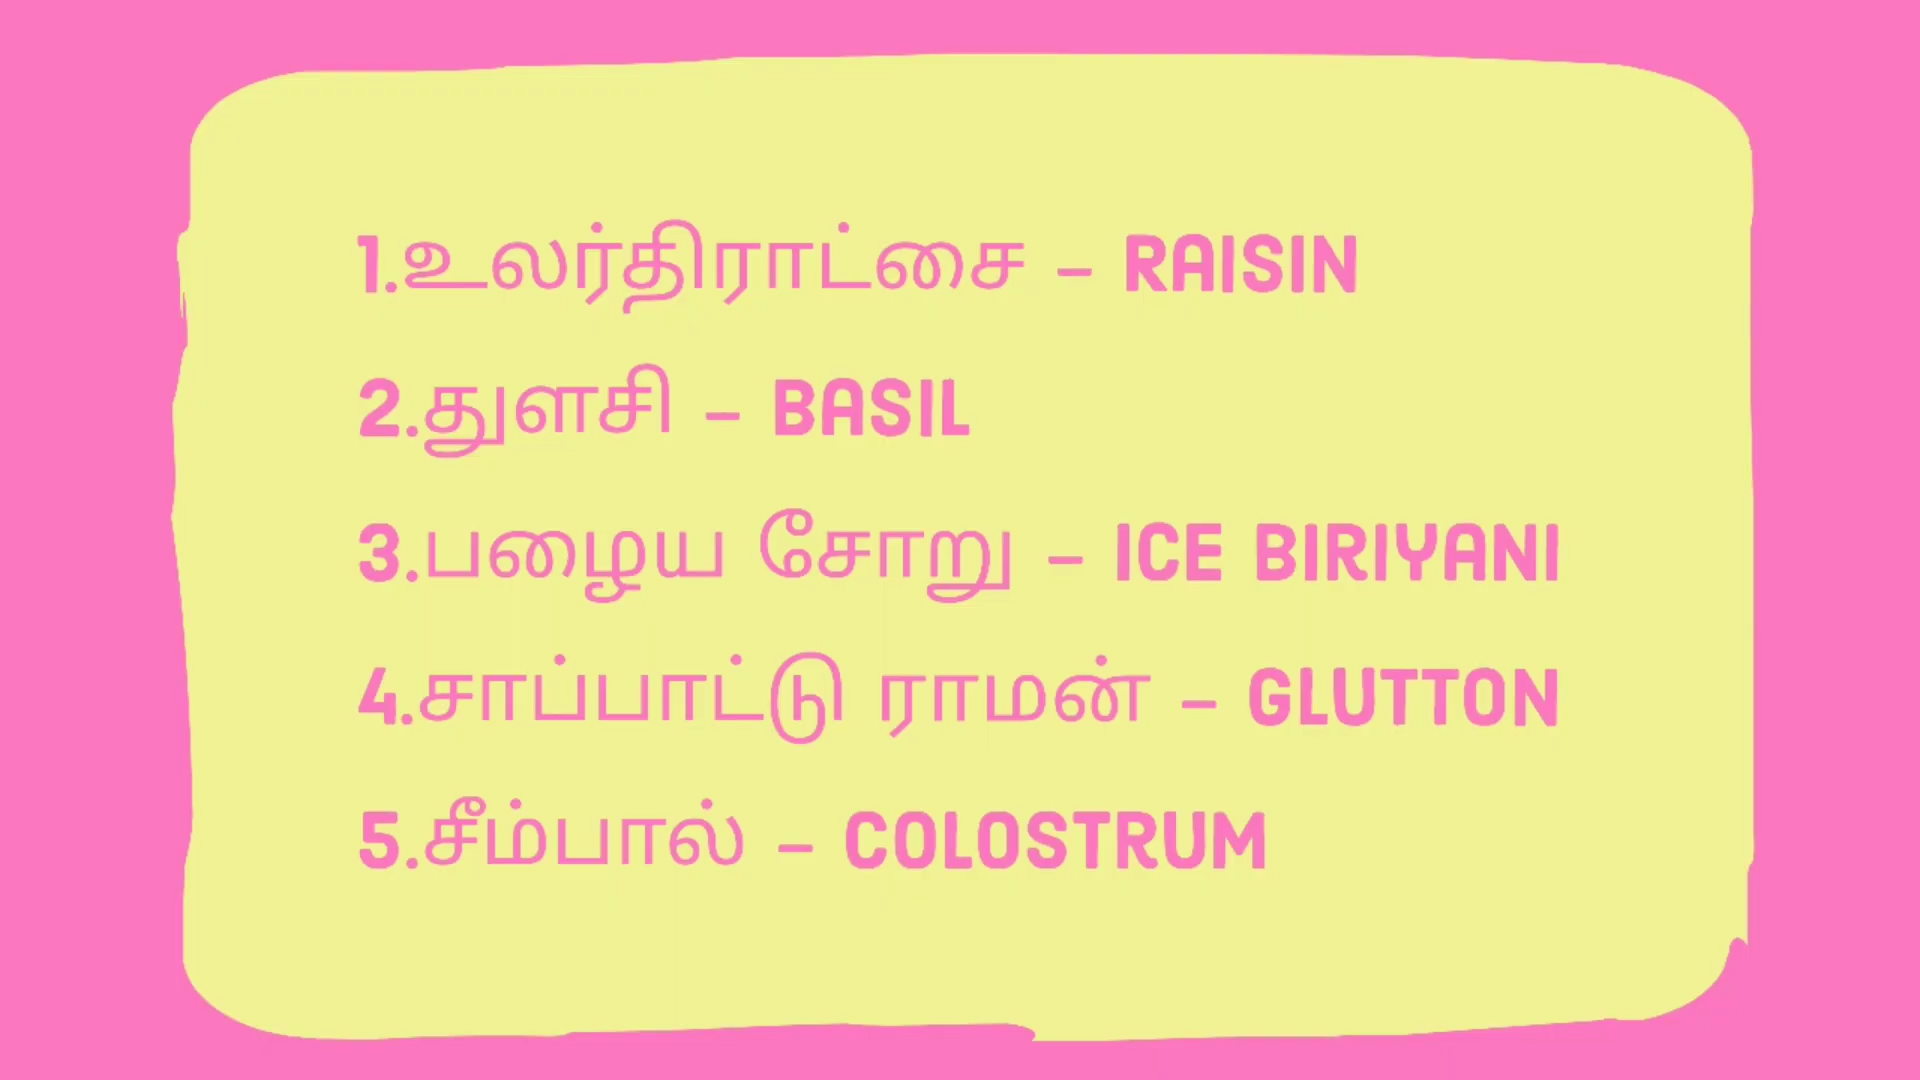 1.உலர்திராட்சை – RAISIN
2.துளசி – BASIL
3.பழைய சோறு – ICE BIRIYANI
4.சாப்பாட்டு ராமன் – GLUTTON
5.சீம்பால் – COLOSTRUM